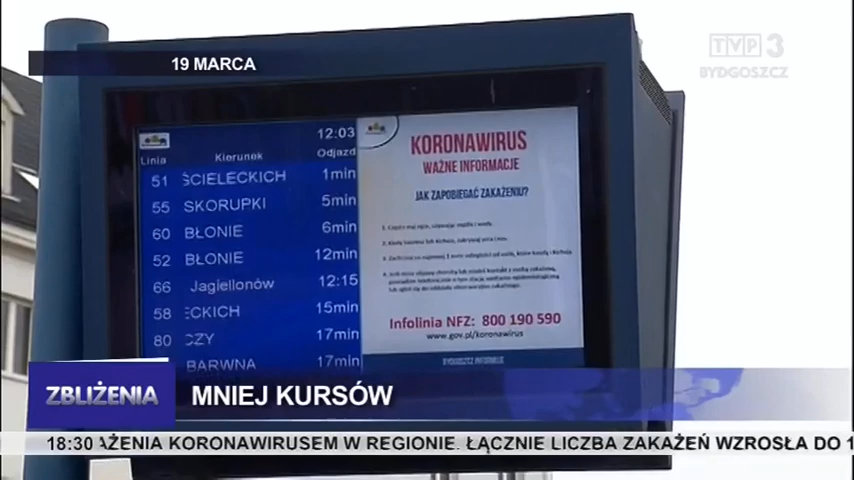 19 MARCA
TVP3
BYDGOSZCZ
12:03
Linia Kierunek Odjazd
51 ŚCIELECKICH 1min
55 SKORUPKI 5min
60 BŁONIE 6min
52 BŁONIE 12min
66 Jagiellonów 12:15
58 ECKICH 15min
80 CZY 17min
BARWNA 17min
KORONAWIRUS
WAŻNE INFORMACJE
JAK ZAPOBIEGAĆ ZAKAŻENIU?
Infolinia NFZ: 800 190 590
www.gov.pl/koronawirus
BYDGOSZCZ INFORMUJE
ZBLIŻENIA
MNIEJ KURSÓW
18:30 AŻENIA KORONAWIRUSEM W REGIONIE. ŁĄCZNIE LICZBA ZAKAŻEŃ WZROSŁA DO 1